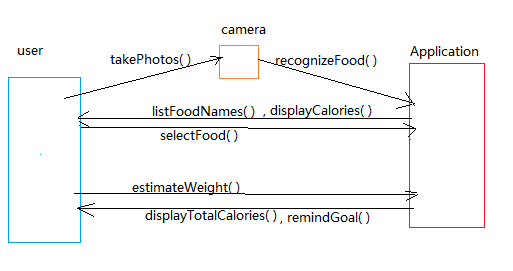 camera
user
Application
takePhotos()
recognizeFood()
listFoodNames() , displayCalories()
selectFood()
estimateWeight()
displayTotalCalories() , remindGoal()